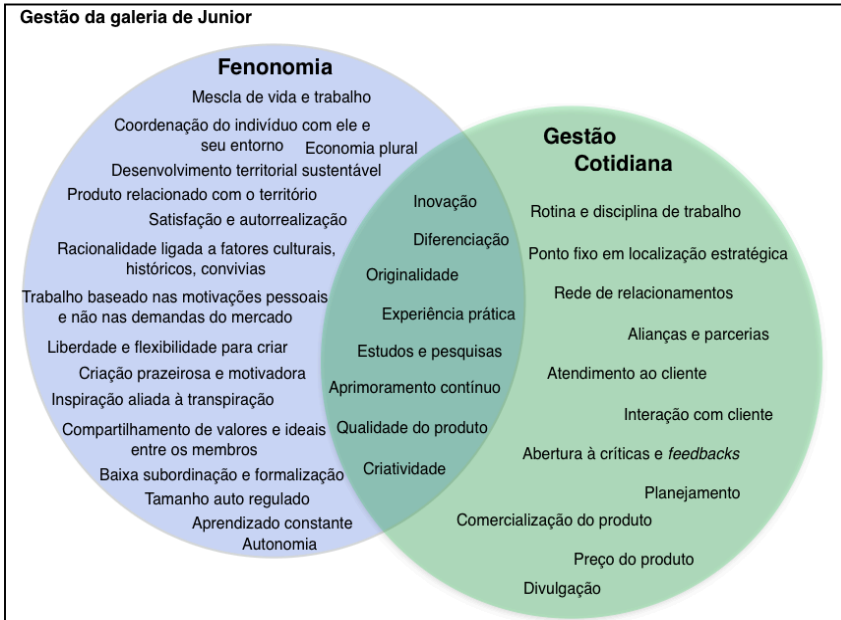 Gestão da galeria de Junior
Fenonomia
Mescla de vida e trabalho
Coordenação do indivíduo com ele e
seu entorno
Economia plural
Desenvolvimento territorial sustentável
Produto relacionado com o território
Satisfação e autorrealização
Racionalidade ligada a fatores culturais,
históricos, convivias
Trabalho baseado nas motivações pessoais
e não nas demandas do mercado
Liberdade e flexibilidade para criar
Criação prazeirosa e motivadora
Inspiração aliada à transpiração
Compartilhamento de valores e ideais
entre os membros
Baixa subordinação e formalização
Tamanho auto regulado
Aprendizado constante
Autonomia
Inovação
Diferenciação
Originalidade
Experiência prática
Estudos e pesquisas
Aprimoramento contínuo
Qualidade do produto
Criatividade
Gestão
Cotidiana
Rotina e disciplina de trabalho
Ponto fixo em localização estratégica
Rede de relacionamentos
Alianças e parcerias
Atendimento ao cliente
Interação com cliente
Abertura à críticas e feedbacks
Planejamento
Comercialização do produto
Preço do produto
Divulgação